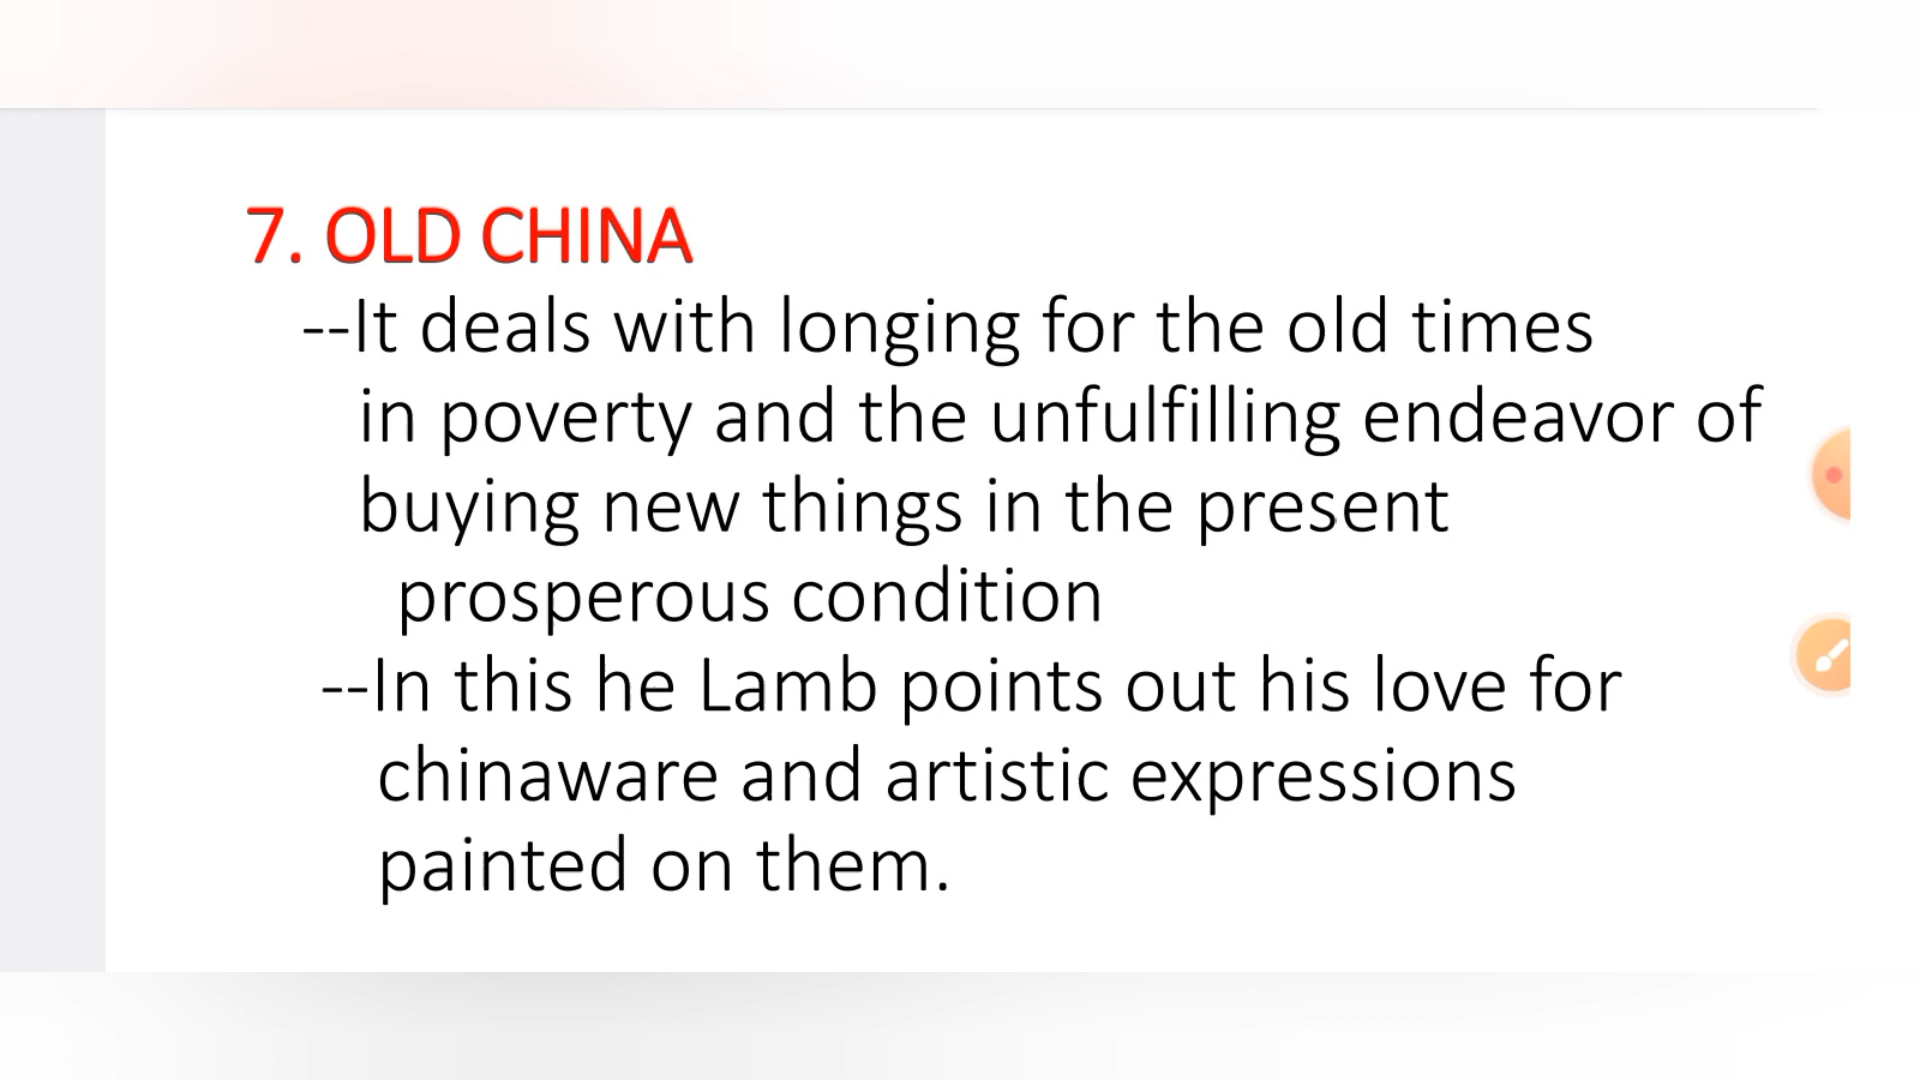 7. OLD CHINA
--It deals with longing for the old times
in poverty and the unfulfilling endeavor of
buying new things in the present
prosperous condition
--In this he Lamb points out his love for
chinaware and artistic expressions
painted on them.